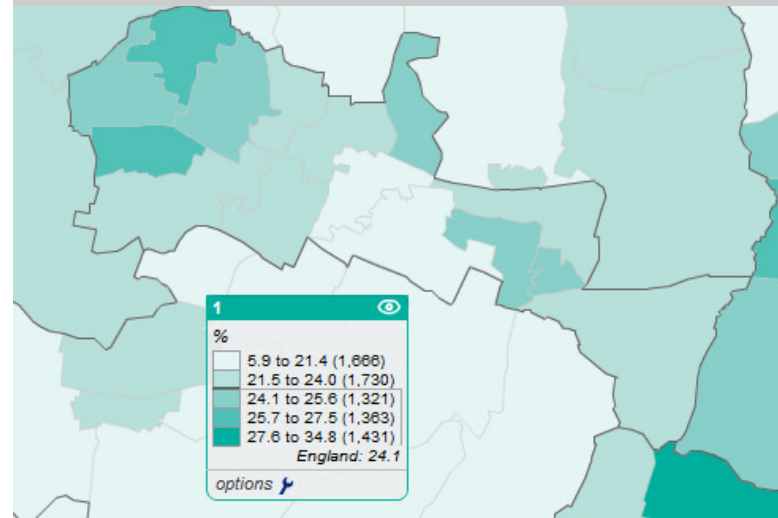 1
%
5.9 to 21.4 (1,666)
21.5 to 24.0 (1,730)
24.1 to 25.6 (1,321)
25.7 to 27.5 (1,363)
27.6 to 34.8 (1,431)
England: 24.1
options